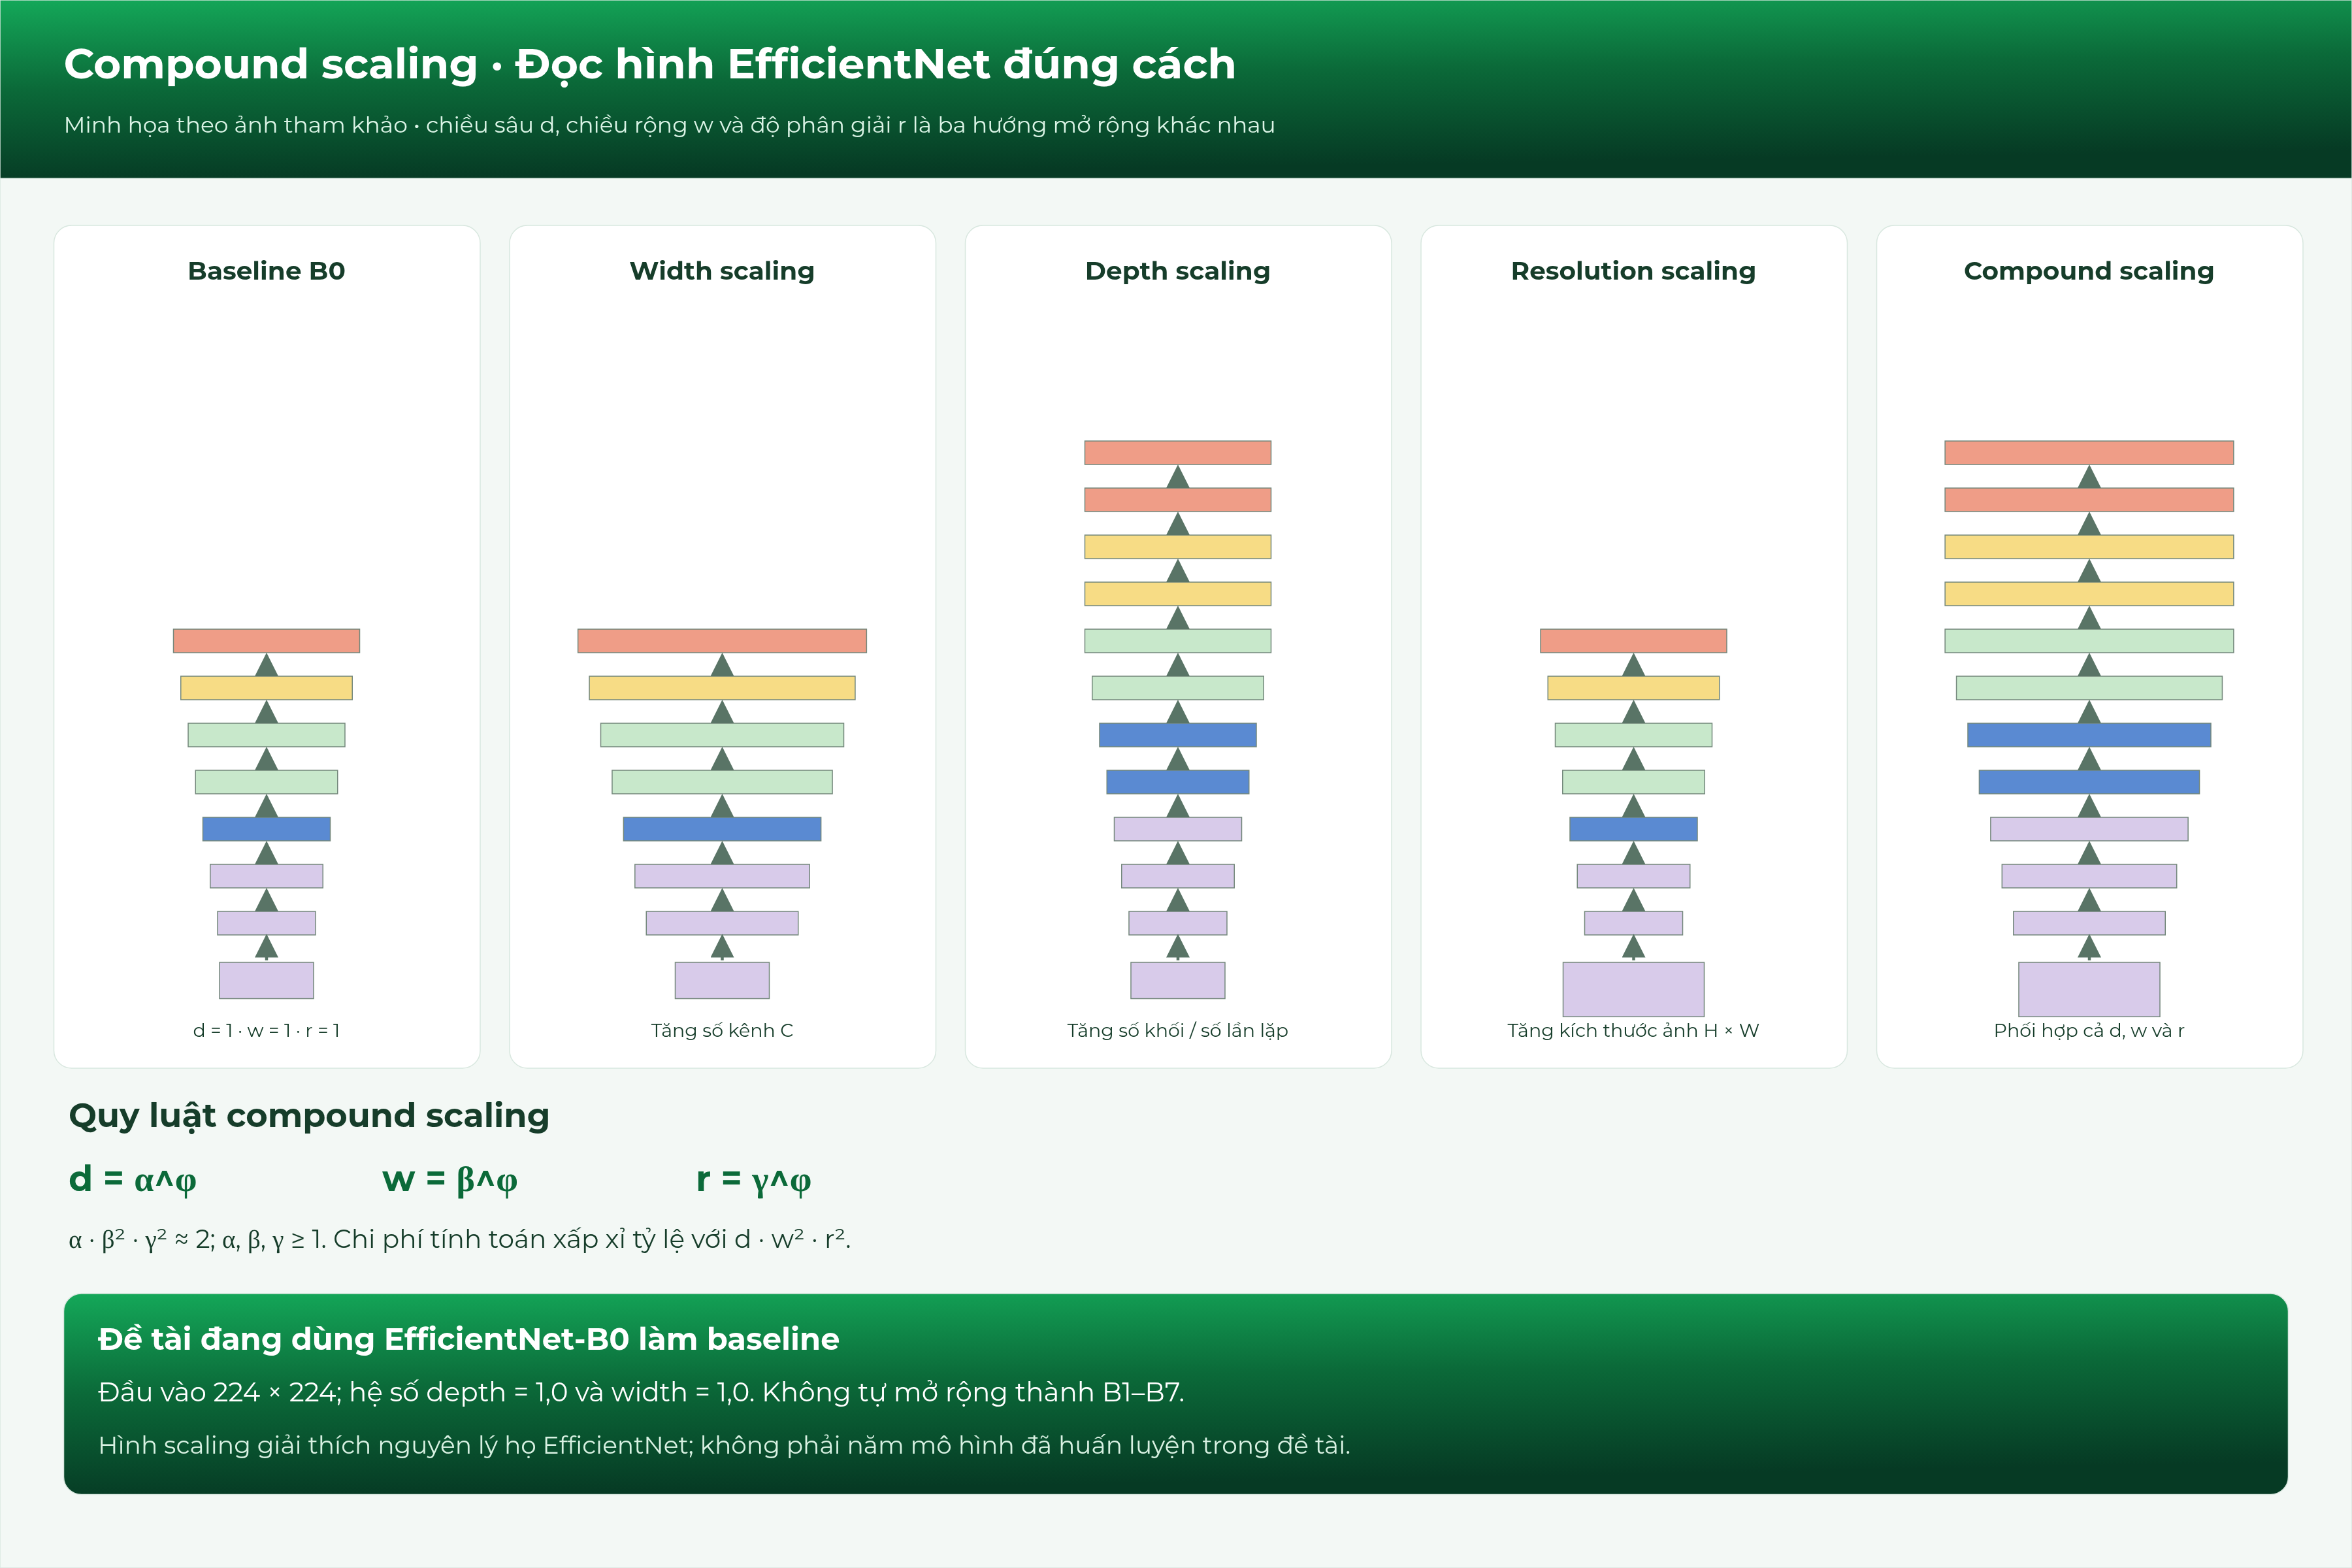 Compound scaling · Đọc hình EfficientNet đúng cách
Minh họa theo ảnh tham khảo • chiều sâu d, chiều rộng w và độ phân giải r là ba hướng mở rộng khác nhau
Baseline B0
d = 1 · w = 1 · r = 1
Width scaling
Tăng số kênh C
Depth scaling
Tăng số khối / số lần lặp
Resolution scaling
Tăng kích thước ảnh H × W
Compound scaling
Phối hợp cả d, w và r
Quy luật compound scaling
d = α^φ
w = β^φ
r = γ^φ
α · β² · γ² ≈ 2; α, β, γ ≥ 1. Chi phí tính toán xấp xỉ tỷ lệ với d · w² · r².
Đề tài đang dùng EfficientNet-B0 làm baseline
Đầu vào 224 × 224; hệ số depth = 1,0 và width = 1,0. Không tự mở rộng thành B1–B7.
Hình scaling giải thích nguyên lý họ EfficientNet; không phải năm mô hình đã huấn luyện trong đề tài.